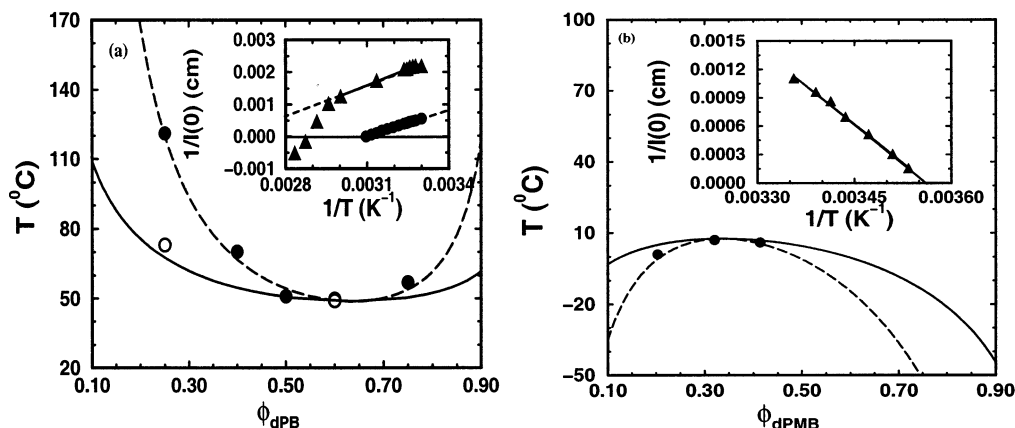 170
140
110
80
50
20
T (⁰C)
(a)
0.003
0.002
0.001
0.000
−0.001
1/I(0) (cm)
0.0028 0.0031 0.0034
1/T (K⁻¹)
0.10 0.30 0.50 0.70 0.90
ϕdPB
100
70
40
10
−20
−50
T (⁰C)
(b)
0.0015
0.0012
0.0009
0.0006
0.0003
0.0000
1/I(0) (cm)
0.00330 0.00345 0.00360
1/T (K⁻¹)
0.10 0.30 0.50 0.70 0.90
ϕdPMB